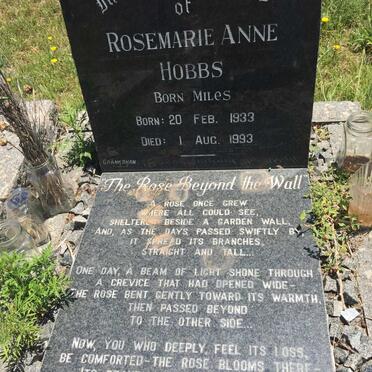 of
ROSEMARIE ANNE
HOBBS
BORN MILES
BORN: 20 FEB. 1933
DIED: 1 AUG. 1993
"The Rose Beyond the Wall"
A ROSE ONCE GREW
WHERE ALL COULD SEE,
SHELTER BESIDE A GARDEN WALL,
AND, AS THE DAYS PASSED SWIFTLY B
IT SPREAD ITS BRANCHES,
STRAIGHT AND TALL...
ONE DAY, A BEAM OF LIGHT SHONE THROUGH
A CREVICE THAT HAD OPENED WIDE-
THE ROSE BENT GENTLY TOWARD ITS WARMTH,
THEN PASSED BEYOND
TO THE OTHER SIDE...
NOW, YOU WHO DEEPLY, FEEL ITS LOSS,
BE COMFORTED-THE ROSE BLOOMS THERE-